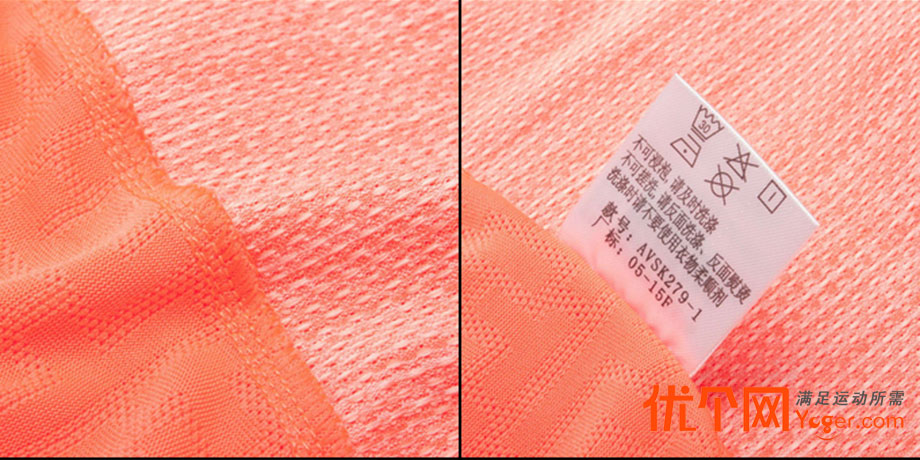 30
不可浸泡,请及时洗涤
不可搓洗,请反面洗涤、反面熨烫
洗涤时请不要使用衣物柔顺剂
款号:AVSK279-1
厂标:05-15F
优个网
满足运动所需
Yoger.com